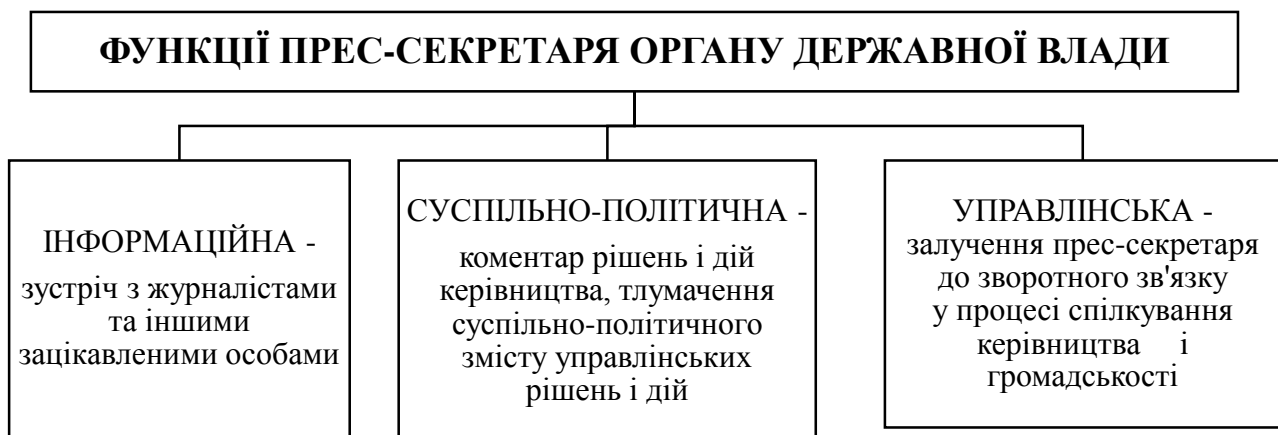 ФУНКЦІЇ ПРЕС-СЕКРЕТАРЯ ОРГАНУ ДЕРЖАВНОЇ ВЛАДИ
ІНФОРМАЦІЙНА -
зустріч з журналістами
та іншими
зацікавленими особами
СУСПІЛЬНО-ПОЛІТИЧНА -
коментар рішень і дій
керівництва, тлумачення
суспільно-політичного
змісту управлінських
рішень і дій
УПРАВЛІНСЬКА -
залучення прес-секретаря
до зворотного зв'язку
у процесі спілкування
керівництва і
громадськості